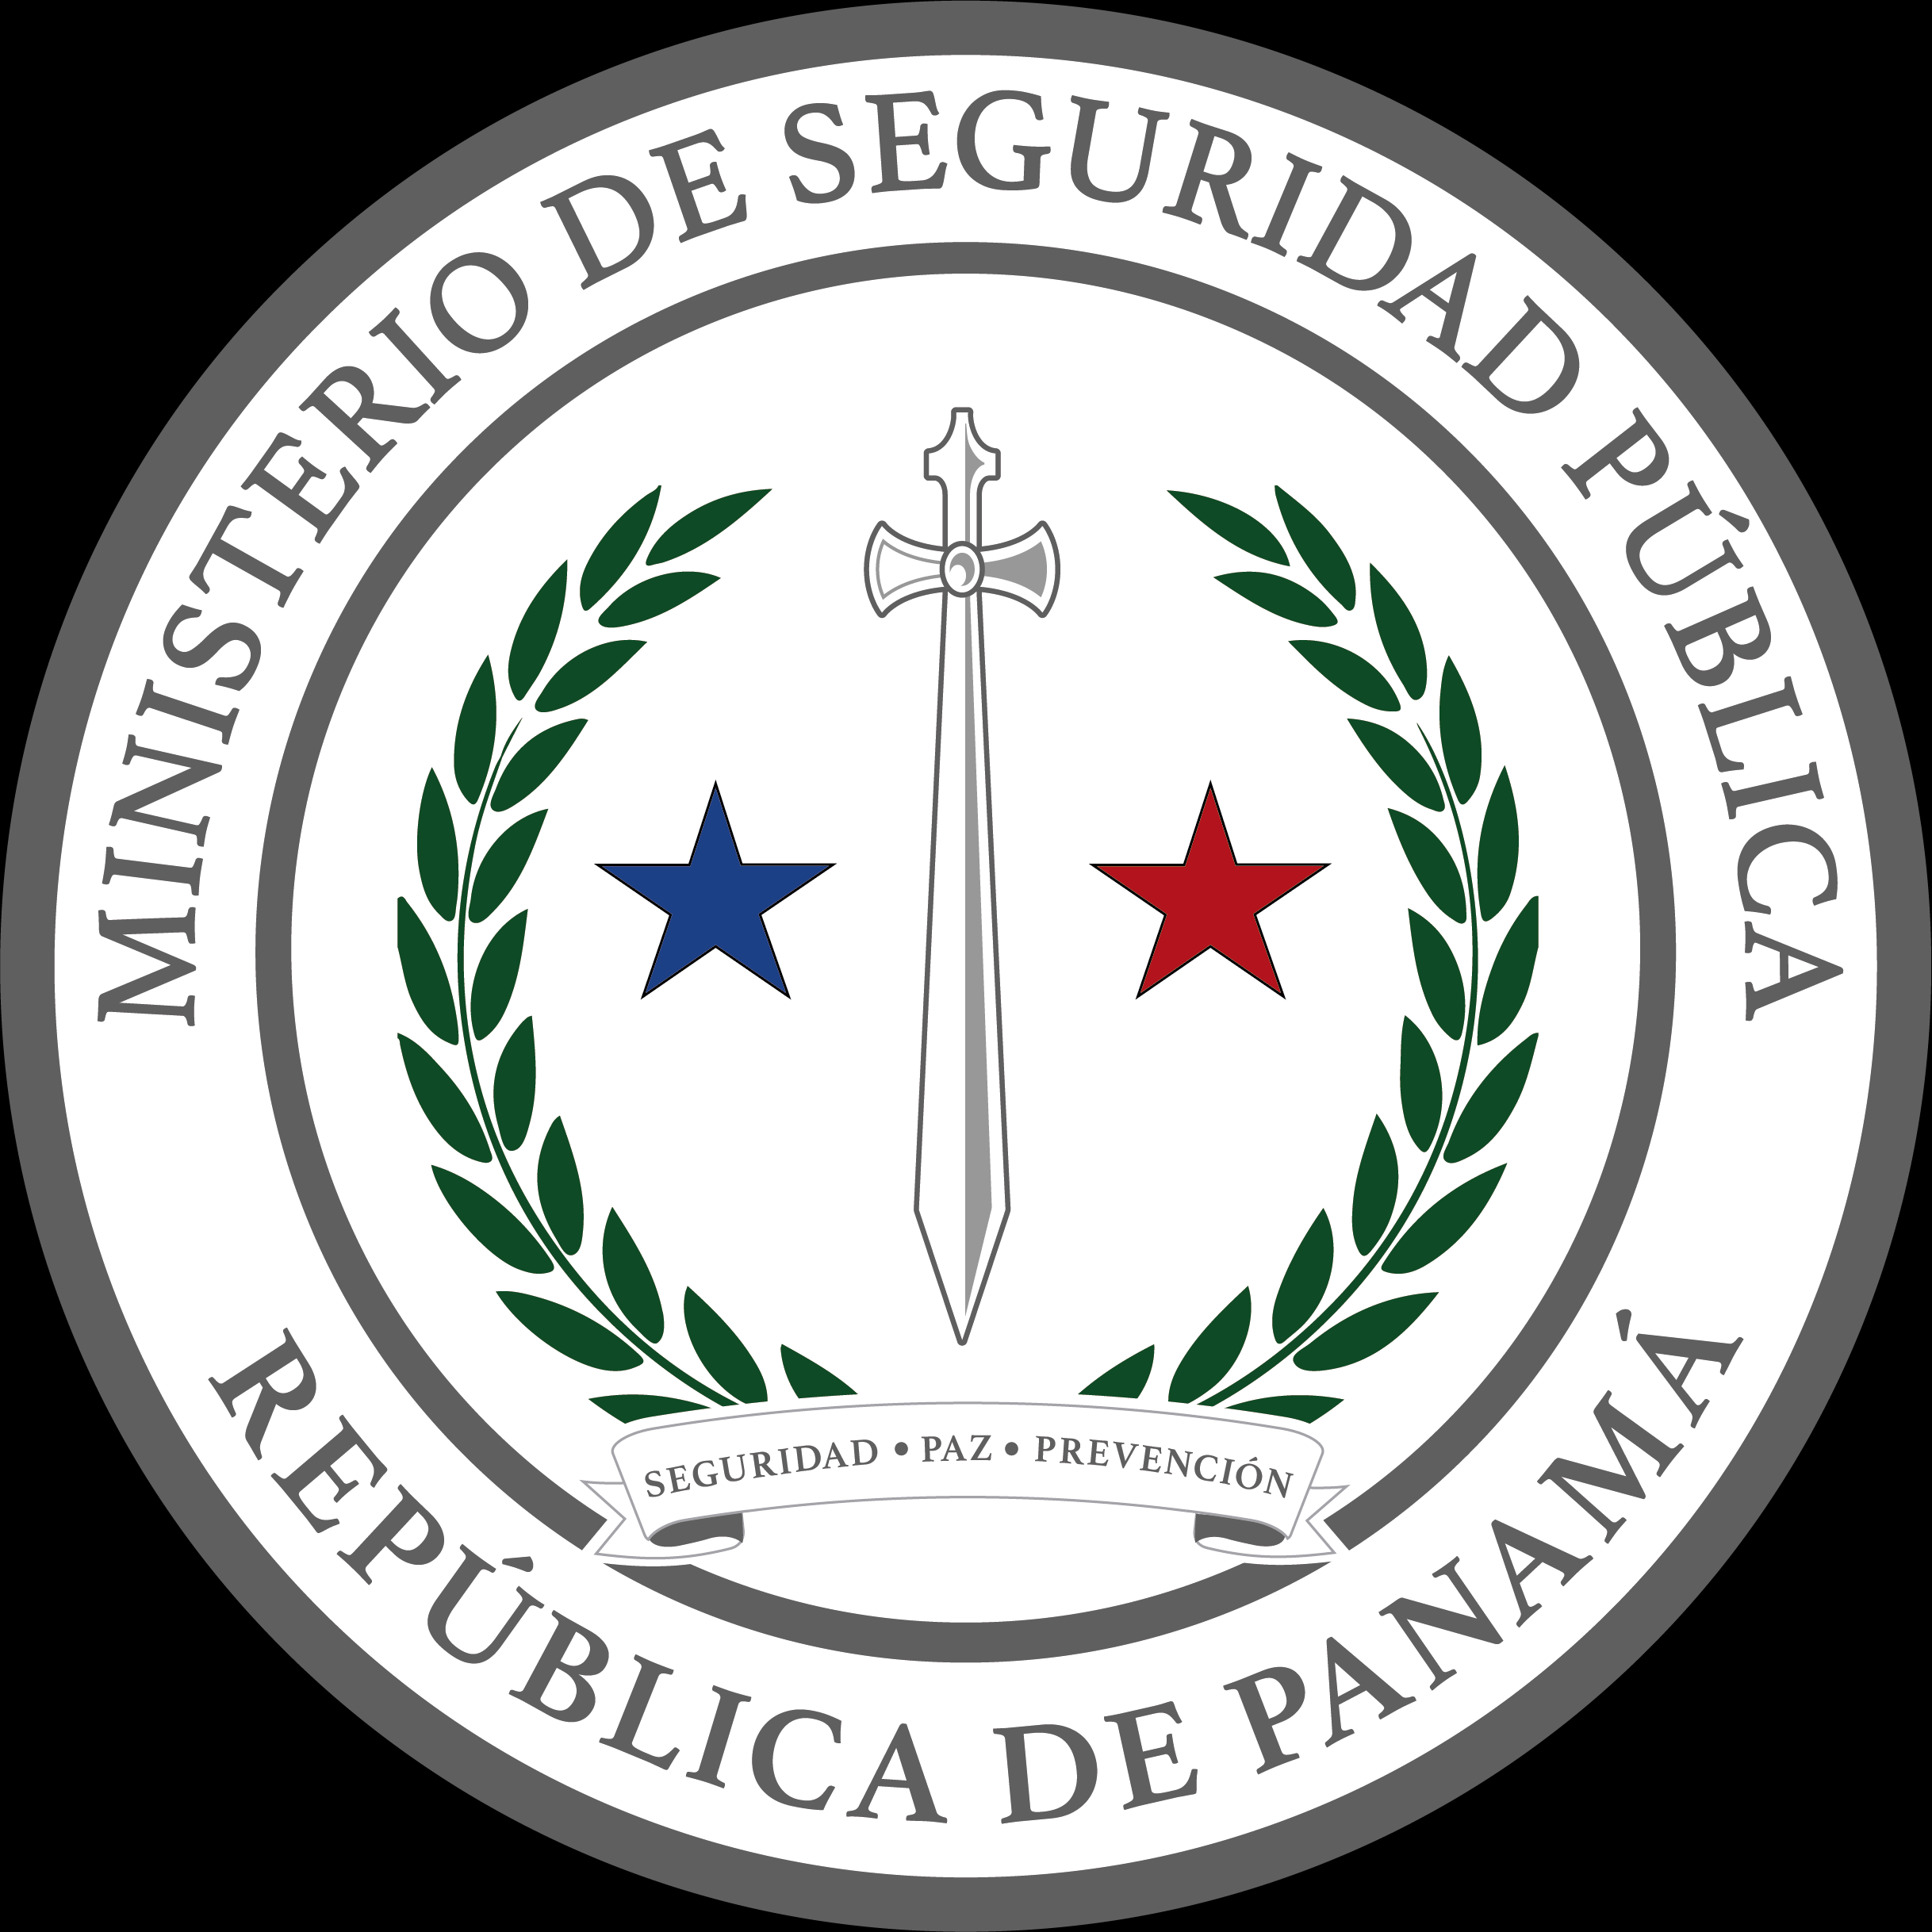 MINISTERIO DE SEGURIDAD PÚBLICA
SEGURIDAD • PAZ • PREVENCIÓN
REPÚBLICA DE PANAMÁ